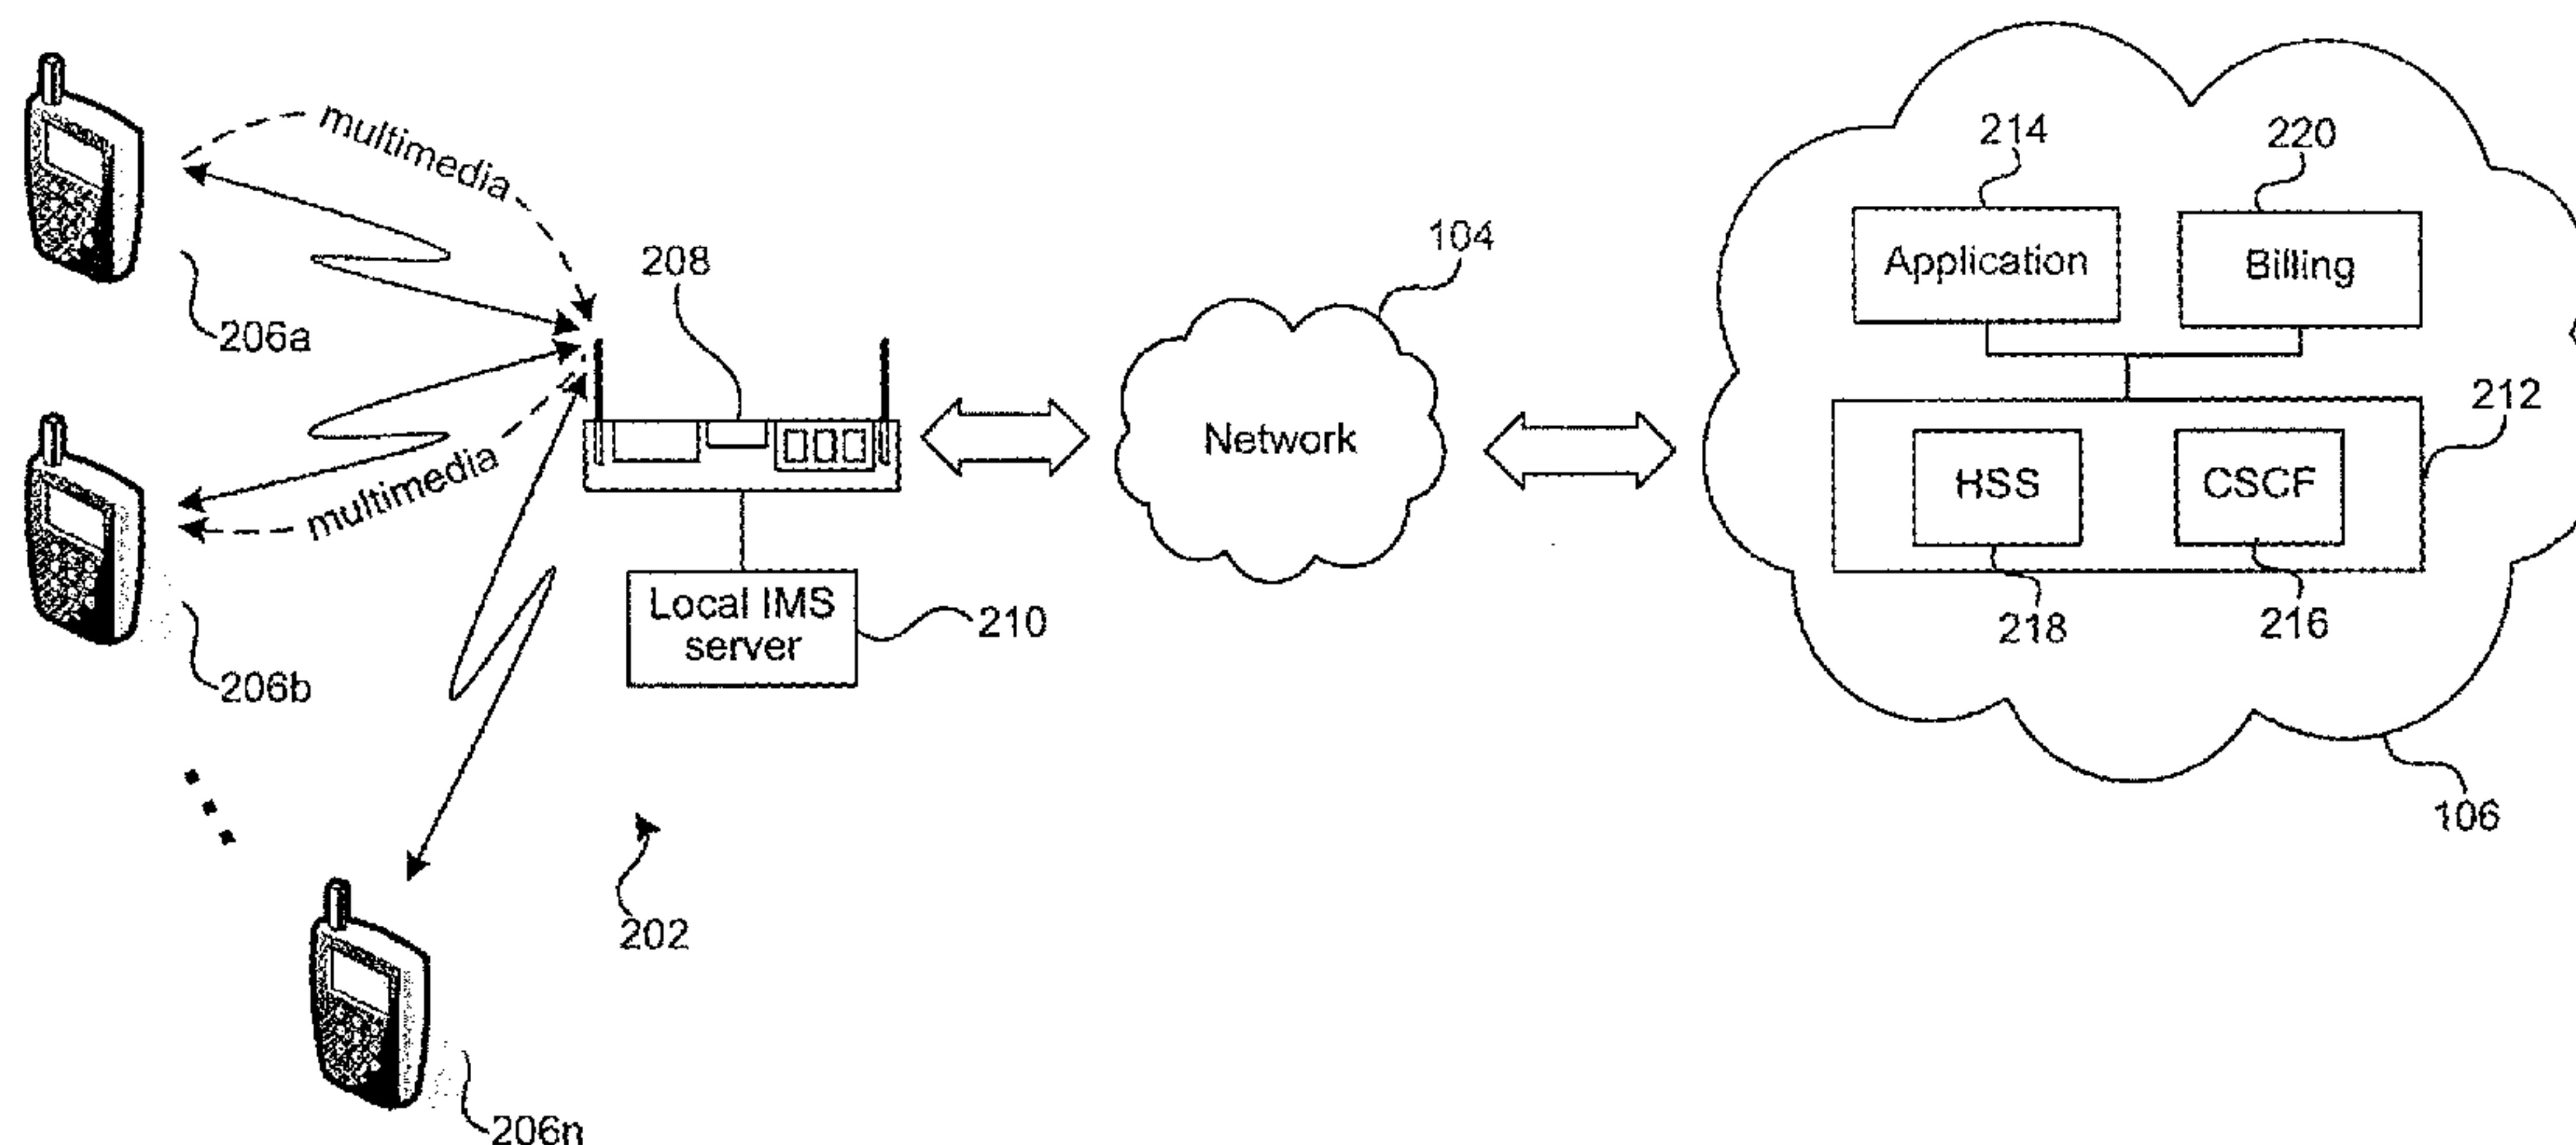 multimedia
206a
208
104
214
220
Application
Billing
212
Network
HSS
CSCF
218
216
multimedia
206b
Local IMS
server
210
106
202
206n